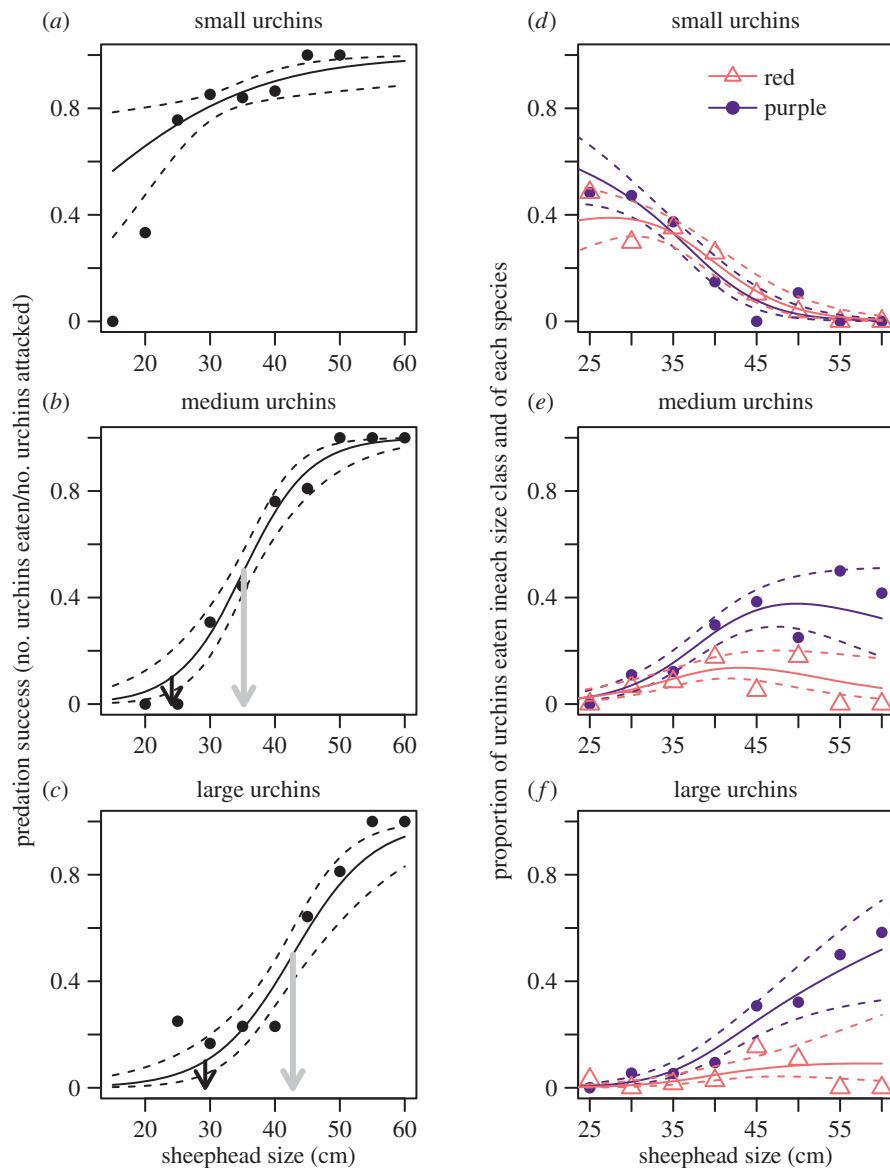 (a) small urchins
0.8
0.4
0
20 30 40 50 60
(b) medium urchins
0.8
0.4
0
20 30 40 50 60
(c) large urchins
0.8
0.4
0
20 30 40 50 60
sheephead size (cm)
predation success (no. urchins eaten/no. urchins attacked)
(d) small urchins
red
purple
0.8
0.4
0
25 35 45 55
(e) medium urchins
0.8
0.4
0
25 35 45 55
(f) large urchins
0.8
0.4
0
25 35 45 55
sheephead size (cm)
proportion of urchins eaten ineach size class and of each species